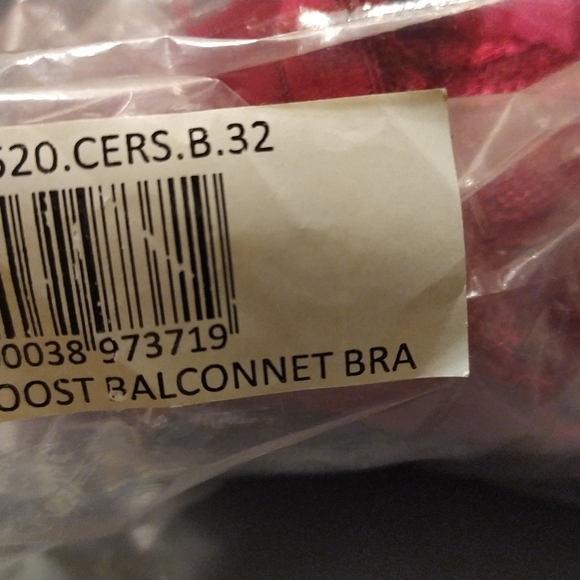 520.CERS.B.32
0038 973719
OOST BALCONNET BRA